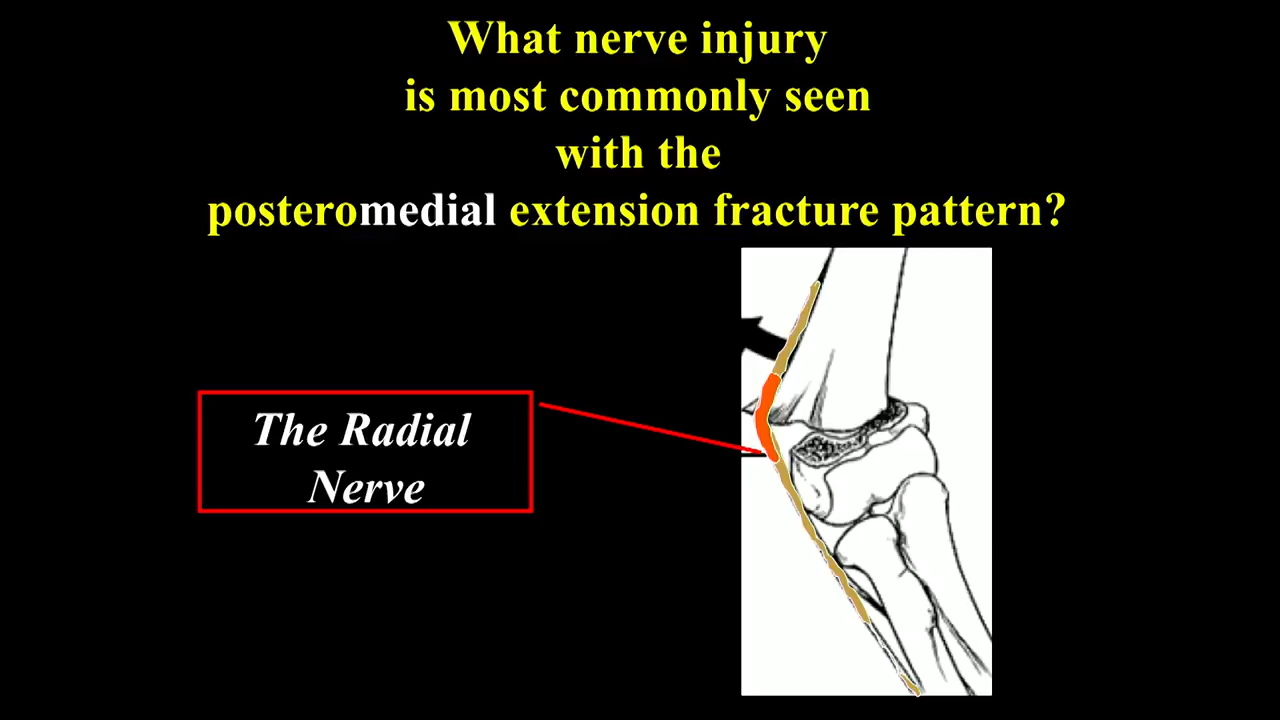 What nerve injury
is most commonly seen
with the
posteromedial extension fracture pattern?
The Radial
Nerve